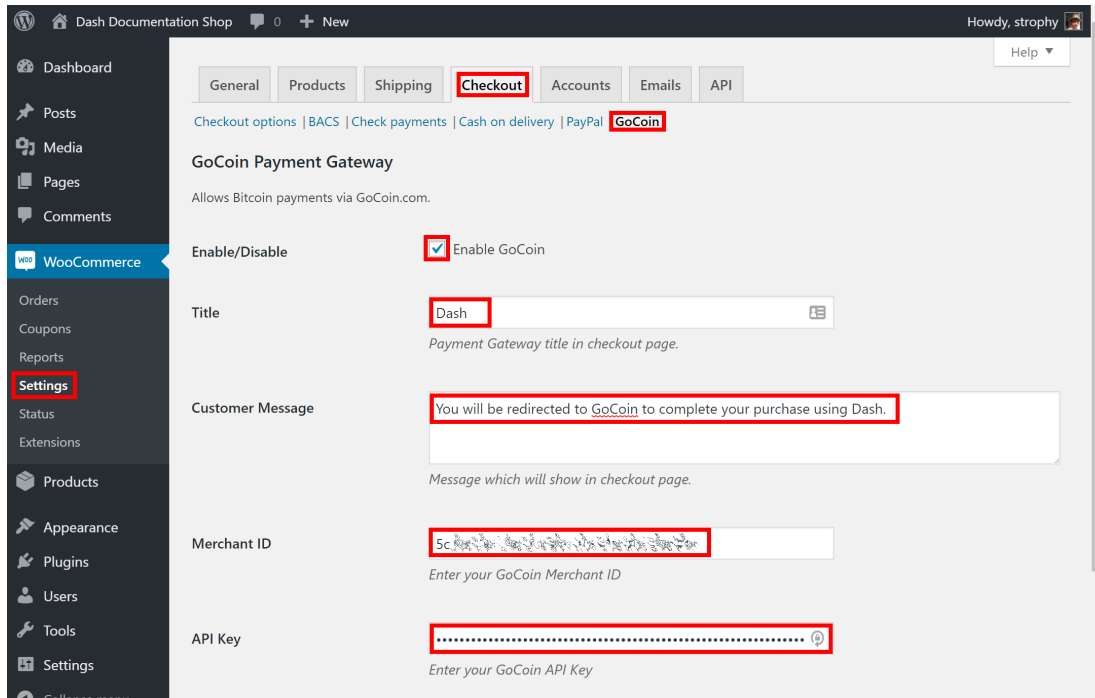 Dash Documentation Shop 0 + New Howdy, strophy
Help ▼
Dashboard
Posts
Media
Pages
Comments
WOO WooCommerce
Orders
Coupons
Reports
Settings
Status
Extensions
Products
Appearance
Plugins
Users
Tools
Settings
Collapse menu
General Products Shipping Checkout Accounts Emails API
Checkout options | BACS | Check payments | Cash on delivery | PayPal GoCoin
GoCoin Payment Gateway
Allows Bitcoin payments via GoCoin.com.
Enable/Disable Enable GoCoin
Title Dash
Payment Gateway title in checkout page.
Customer Message You will be redirected to GoCoin to complete your purchase using Dash.
Message which will show in checkout page.
Merchant ID 5c
Enter your GoCoin Merchant ID
API Key
Enter your GoCoin API Key